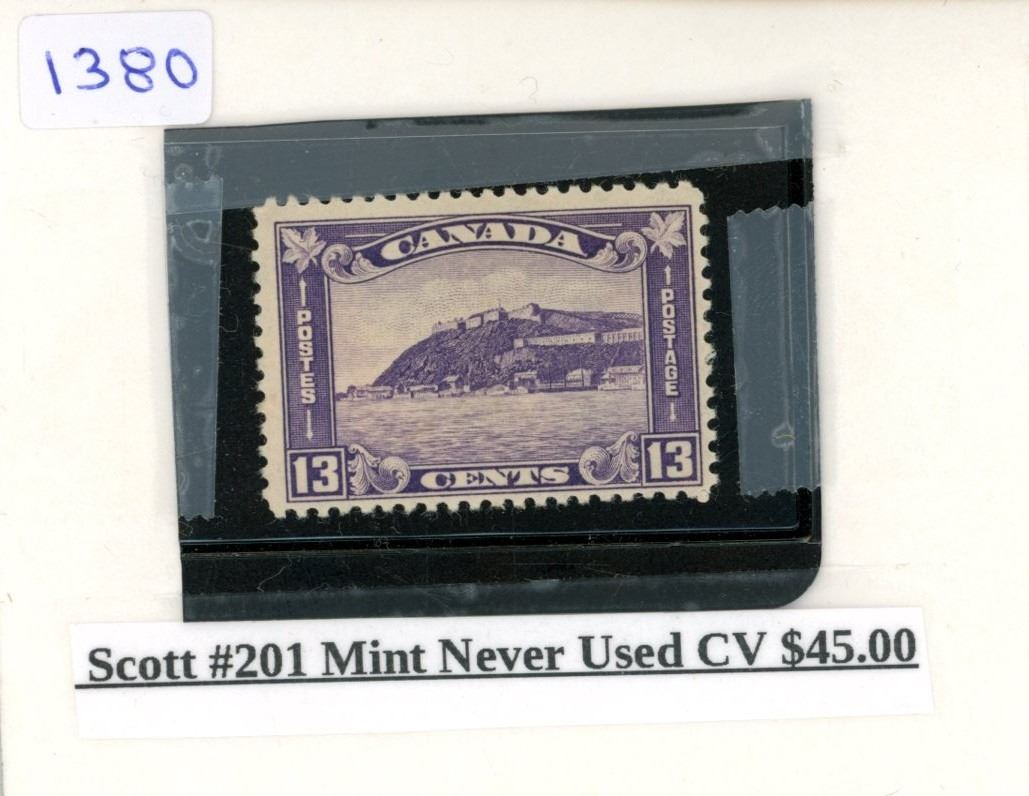 1380
CANADA
POSTES
POSTAGE
13
CENTS
13
Scott #201 Mint Never Used CV $45.00